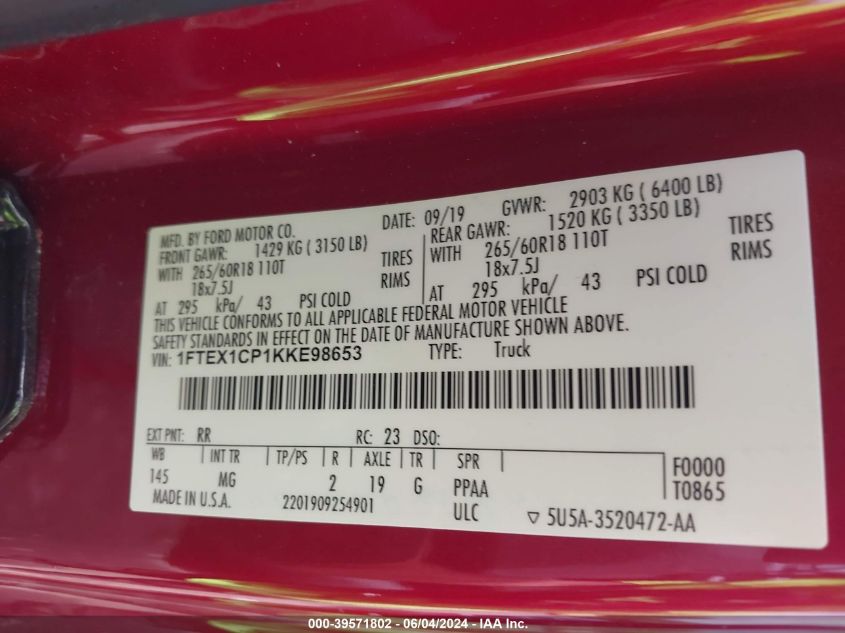 MFD. BY FORD MOTOR CO. DATE: 09/19 GVWR: 2903 KG ( 6400 LB)
FRONT GAWR: 1429 KG ( 3150 LB) REAR GAWR: 1520 KG ( 3350 LB)
WITH 265/60R18 110T TIRES WITH 265/60R18 110T TIRES
18x7.5J RIMS 18x7.5J RIMS
AT 295 kPa/ 43 PSI COLD AT 295 kPa/ 43 PSI COLD
THIS VEHICLE CONFORMS TO ALL APPLICABLE FEDERAL MOTOR VEHICLE
SAFETY STANDARDS IN EFFECT ON THE DATE OF MANUFACTURE SHOWN ABOVE.
VIN: 1FTEX1CP1KKE98653 TYPE: Truck
EXT PNT: RR RC: 23 DSO:
WB INT TR TP/PS R AXLE TR SPR
145 MG 2 19 G PPAA
F0000
T0865
MADE IN U.S.A. 2201909254901 ULC ▽ 5U5A-3520472-AA
000-39571802 - 06/04/2024 - IAA Inc.